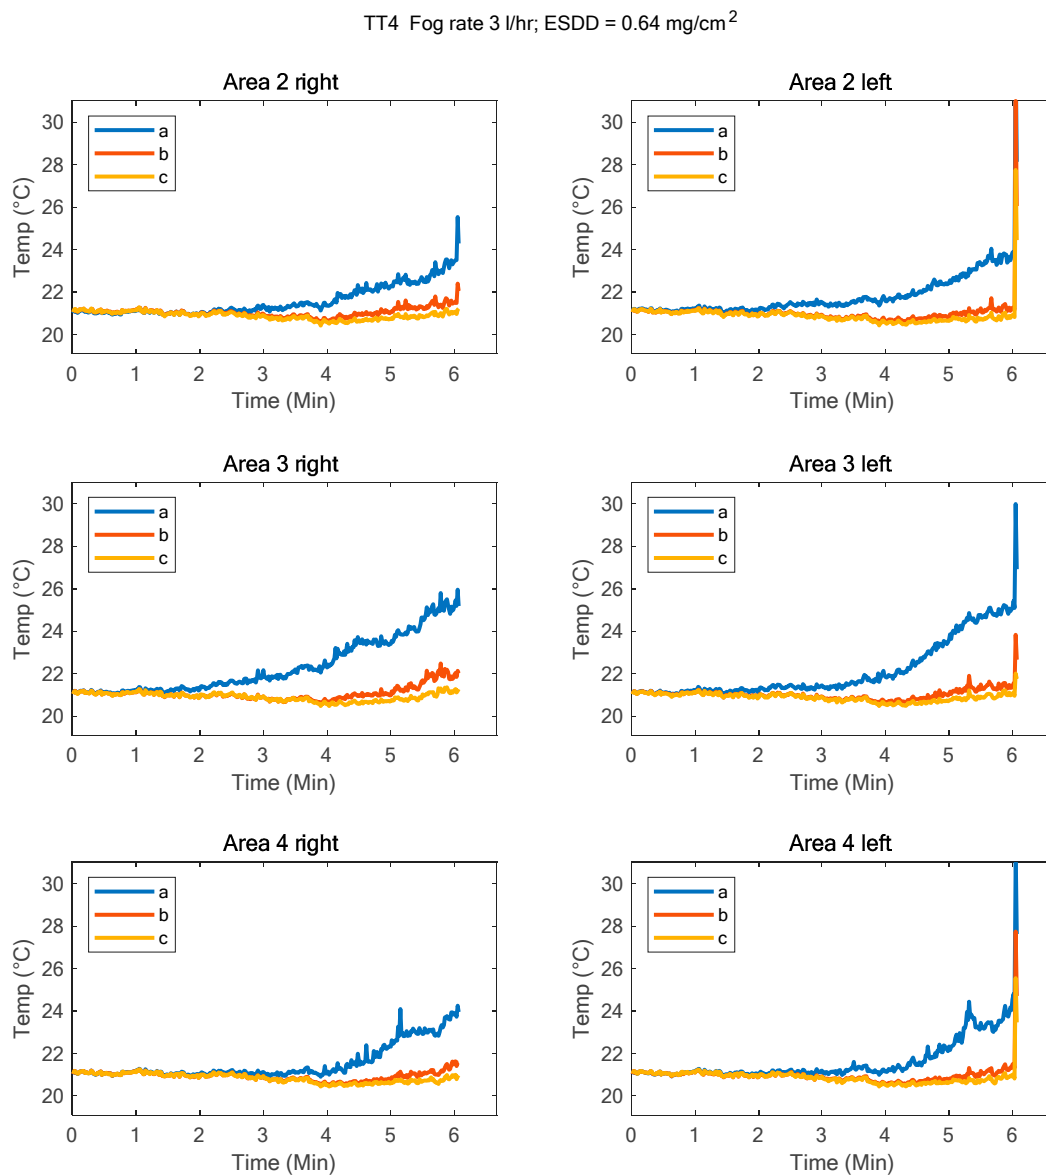 TT4 Fog rate 3 l/hr; ESDD = 0.64 mg/cm²
Area 2 right
Temp (°C)
30
28
26
24
22
20
a
b
c
0 1 2 3 4 5 6
Time (Min)
Area 2 left
Temp (°C)
30
28
26
24
22
20
a
b
c
0 1 2 3 4 5 6
Time (Min)
Area 3 right
Temp (°C)
30
28
26
24
22
20
a
b
c
0 1 2 3 4 5 6
Time (Min)
Area 3 left
Temp (°C)
30
28
26
24
22
20
a
b
c
0 1 2 3 4 5 6
Time (Min)
Area 4 right
Temp (°C)
30
28
26
24
22
20
a
b
c
0 1 2 3 4 5 6
Time (Min)
Area 4 left
Temp (°C)
30
28
26
24
22
20
a
b
c
0 1 2 3 4 5 6
Time (Min)